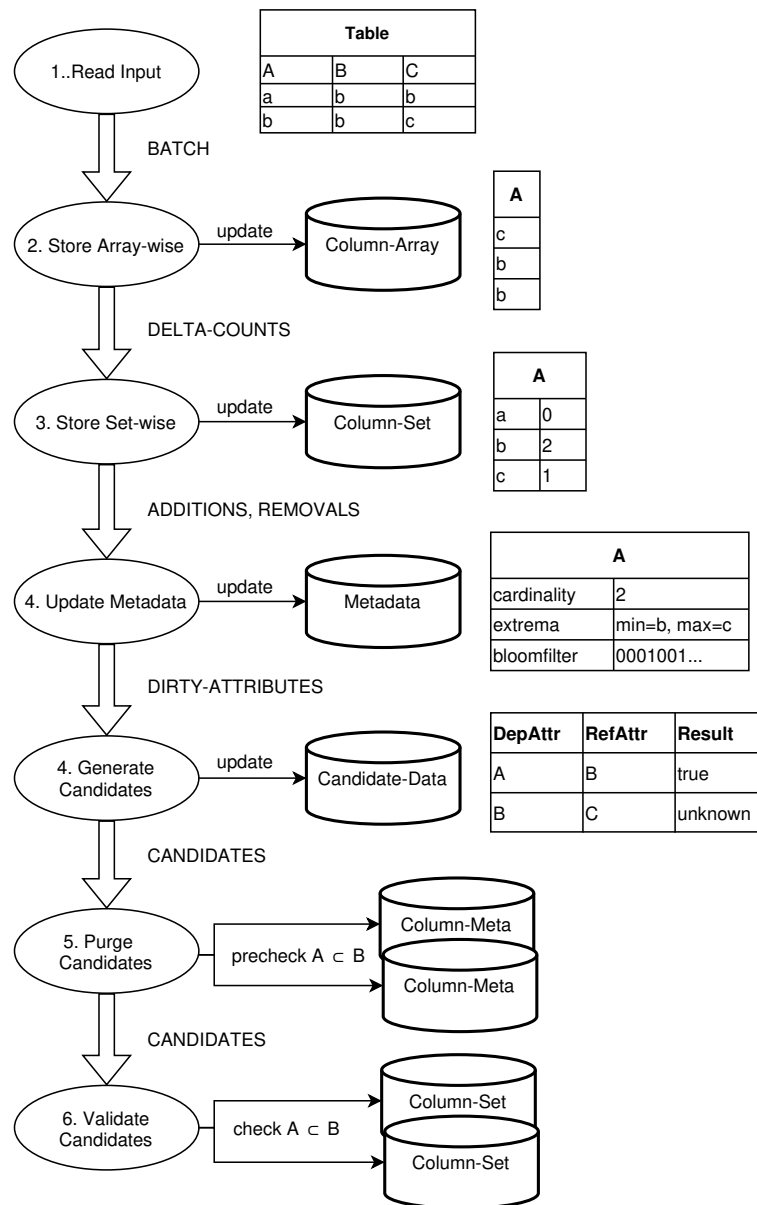 Table
1..Read Input
A B C
a b b
b b c
BATCH
A
2. Store Array-wise
update
Column-Array
c
b
b
DELTA-COUNTS
A
3. Store Set-wise
update
Column-Set
a 0
b 2
c 1
ADDITIONS, REMOVALS
A
4. Update Metadata
update
Metadata
cardinality 2
extrema min=b, max=c
bloomfilter 0001001...
DIRTY-ATTRIBUTES
DepAttr RefAttr Result
4. Generate
Candidates
update
Candidate-Data
A B true
B C unknown
CANDIDATES
5. Purge
Candidates
precheck A ⊂ B
Column-Meta
Column-Meta
CANDIDATES
6. Validate
Candidates
check A ⊂ B
Column-Set
Column-Set